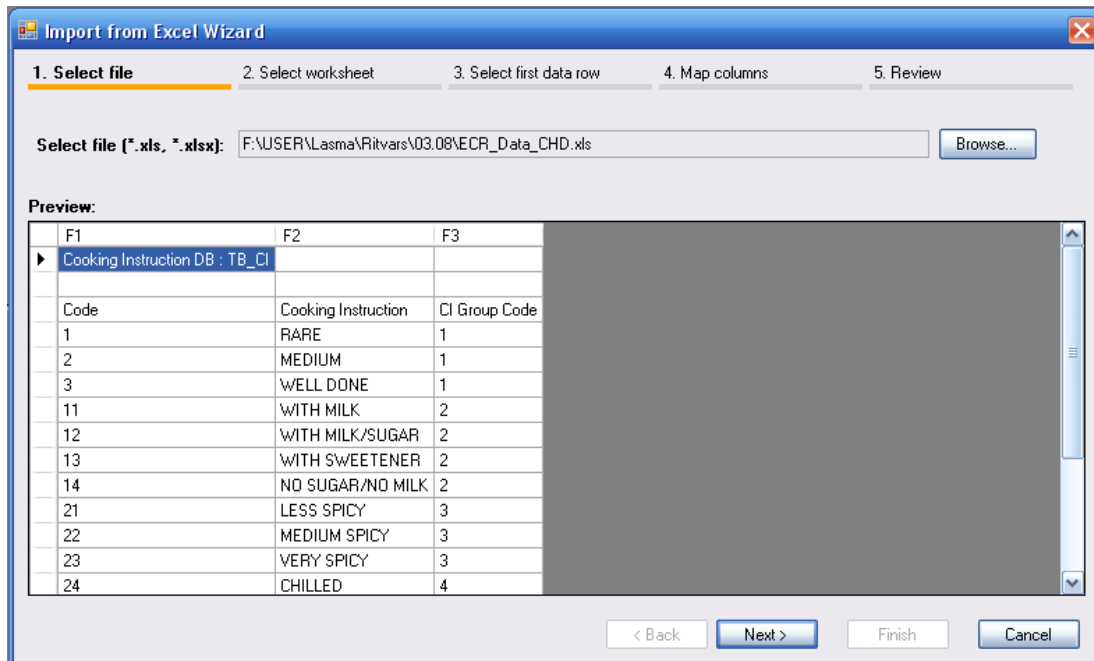 Import from Excel Wizard
1. Select file 2. Select worksheet 3. Select first data row 4. Map columns 5. Review
Select file (*.xls, *.xlsx): F:\USER\Lasma\Ritvars\03.08\ECR_Data_CHD.xls Browse...
Preview:
F1 F2 F3
Cooking Instruction DB : TB_CI
Code Cooking Instruction CI Group Code
1 RARE 1
2 MEDIUM 1
3 WELL DONE 1
11 WITH MILK 2
12 WITH MILK/SUGAR 2
13 WITH SWEETENER 2
14 NO SUGAR/NO MILK 2
21 LESS SPICY 3
22 MEDIUM SPICY 3
23 VERY SPICY 3
24 CHILLED 4
< Back Next > Finish Cancel